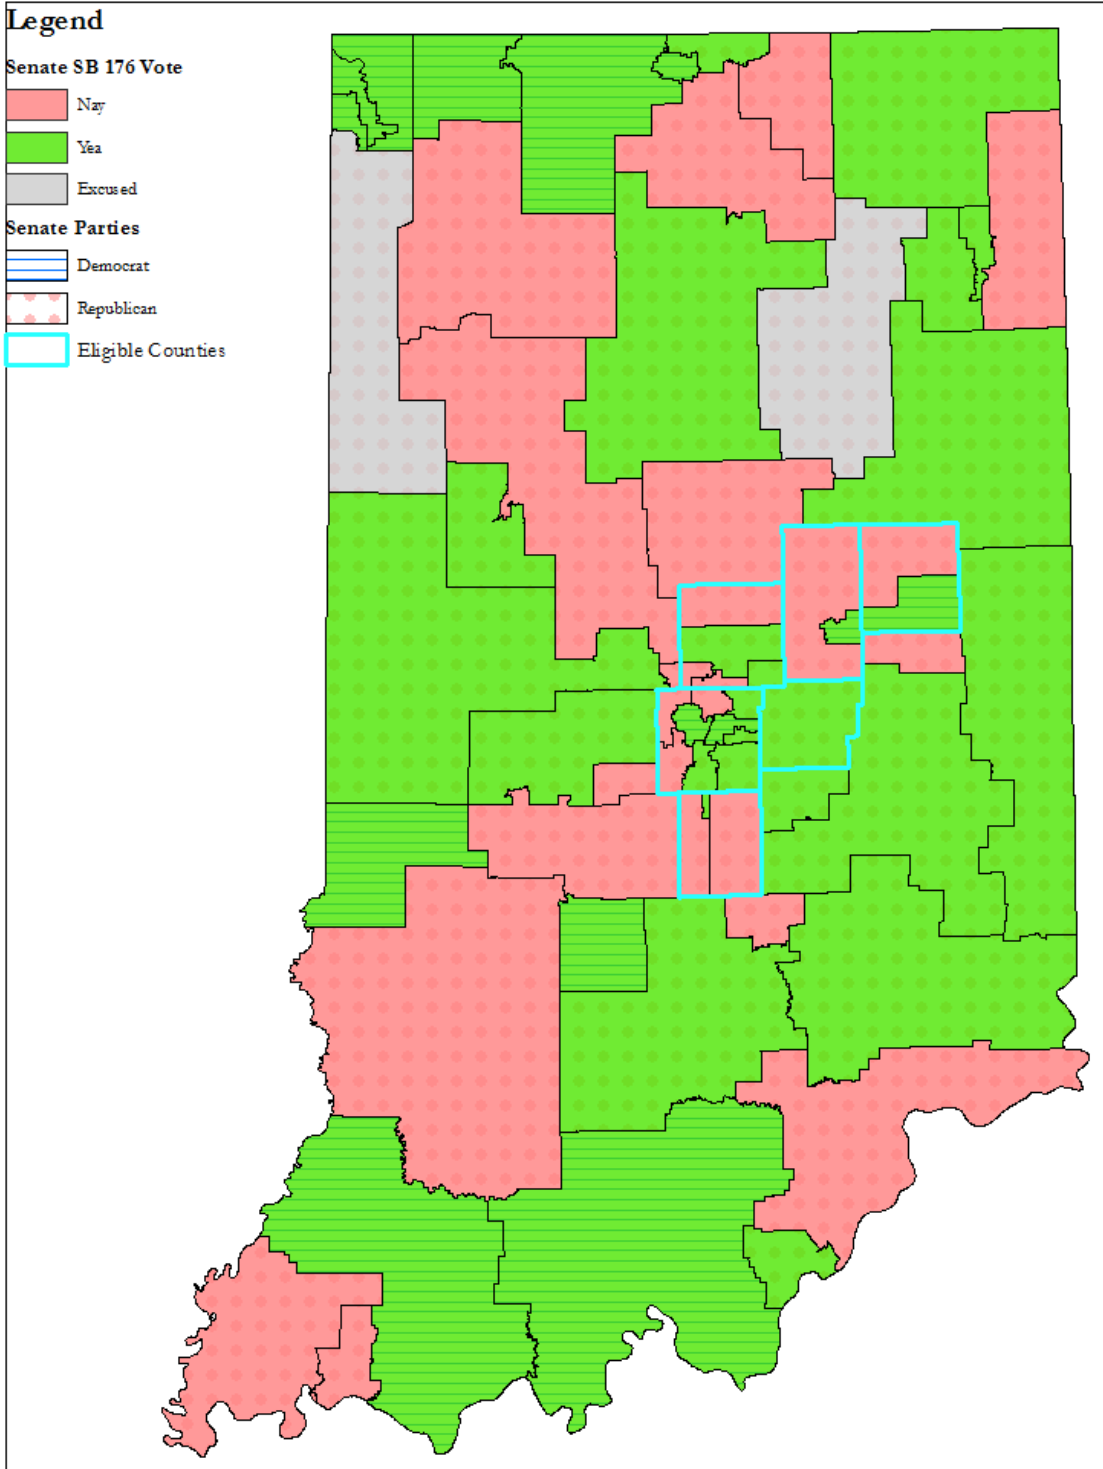 Legend
Senate SB 176 Vote
Nay
Yea
Excused
Senate Parties
Democrat
Republican
Eligible Counties